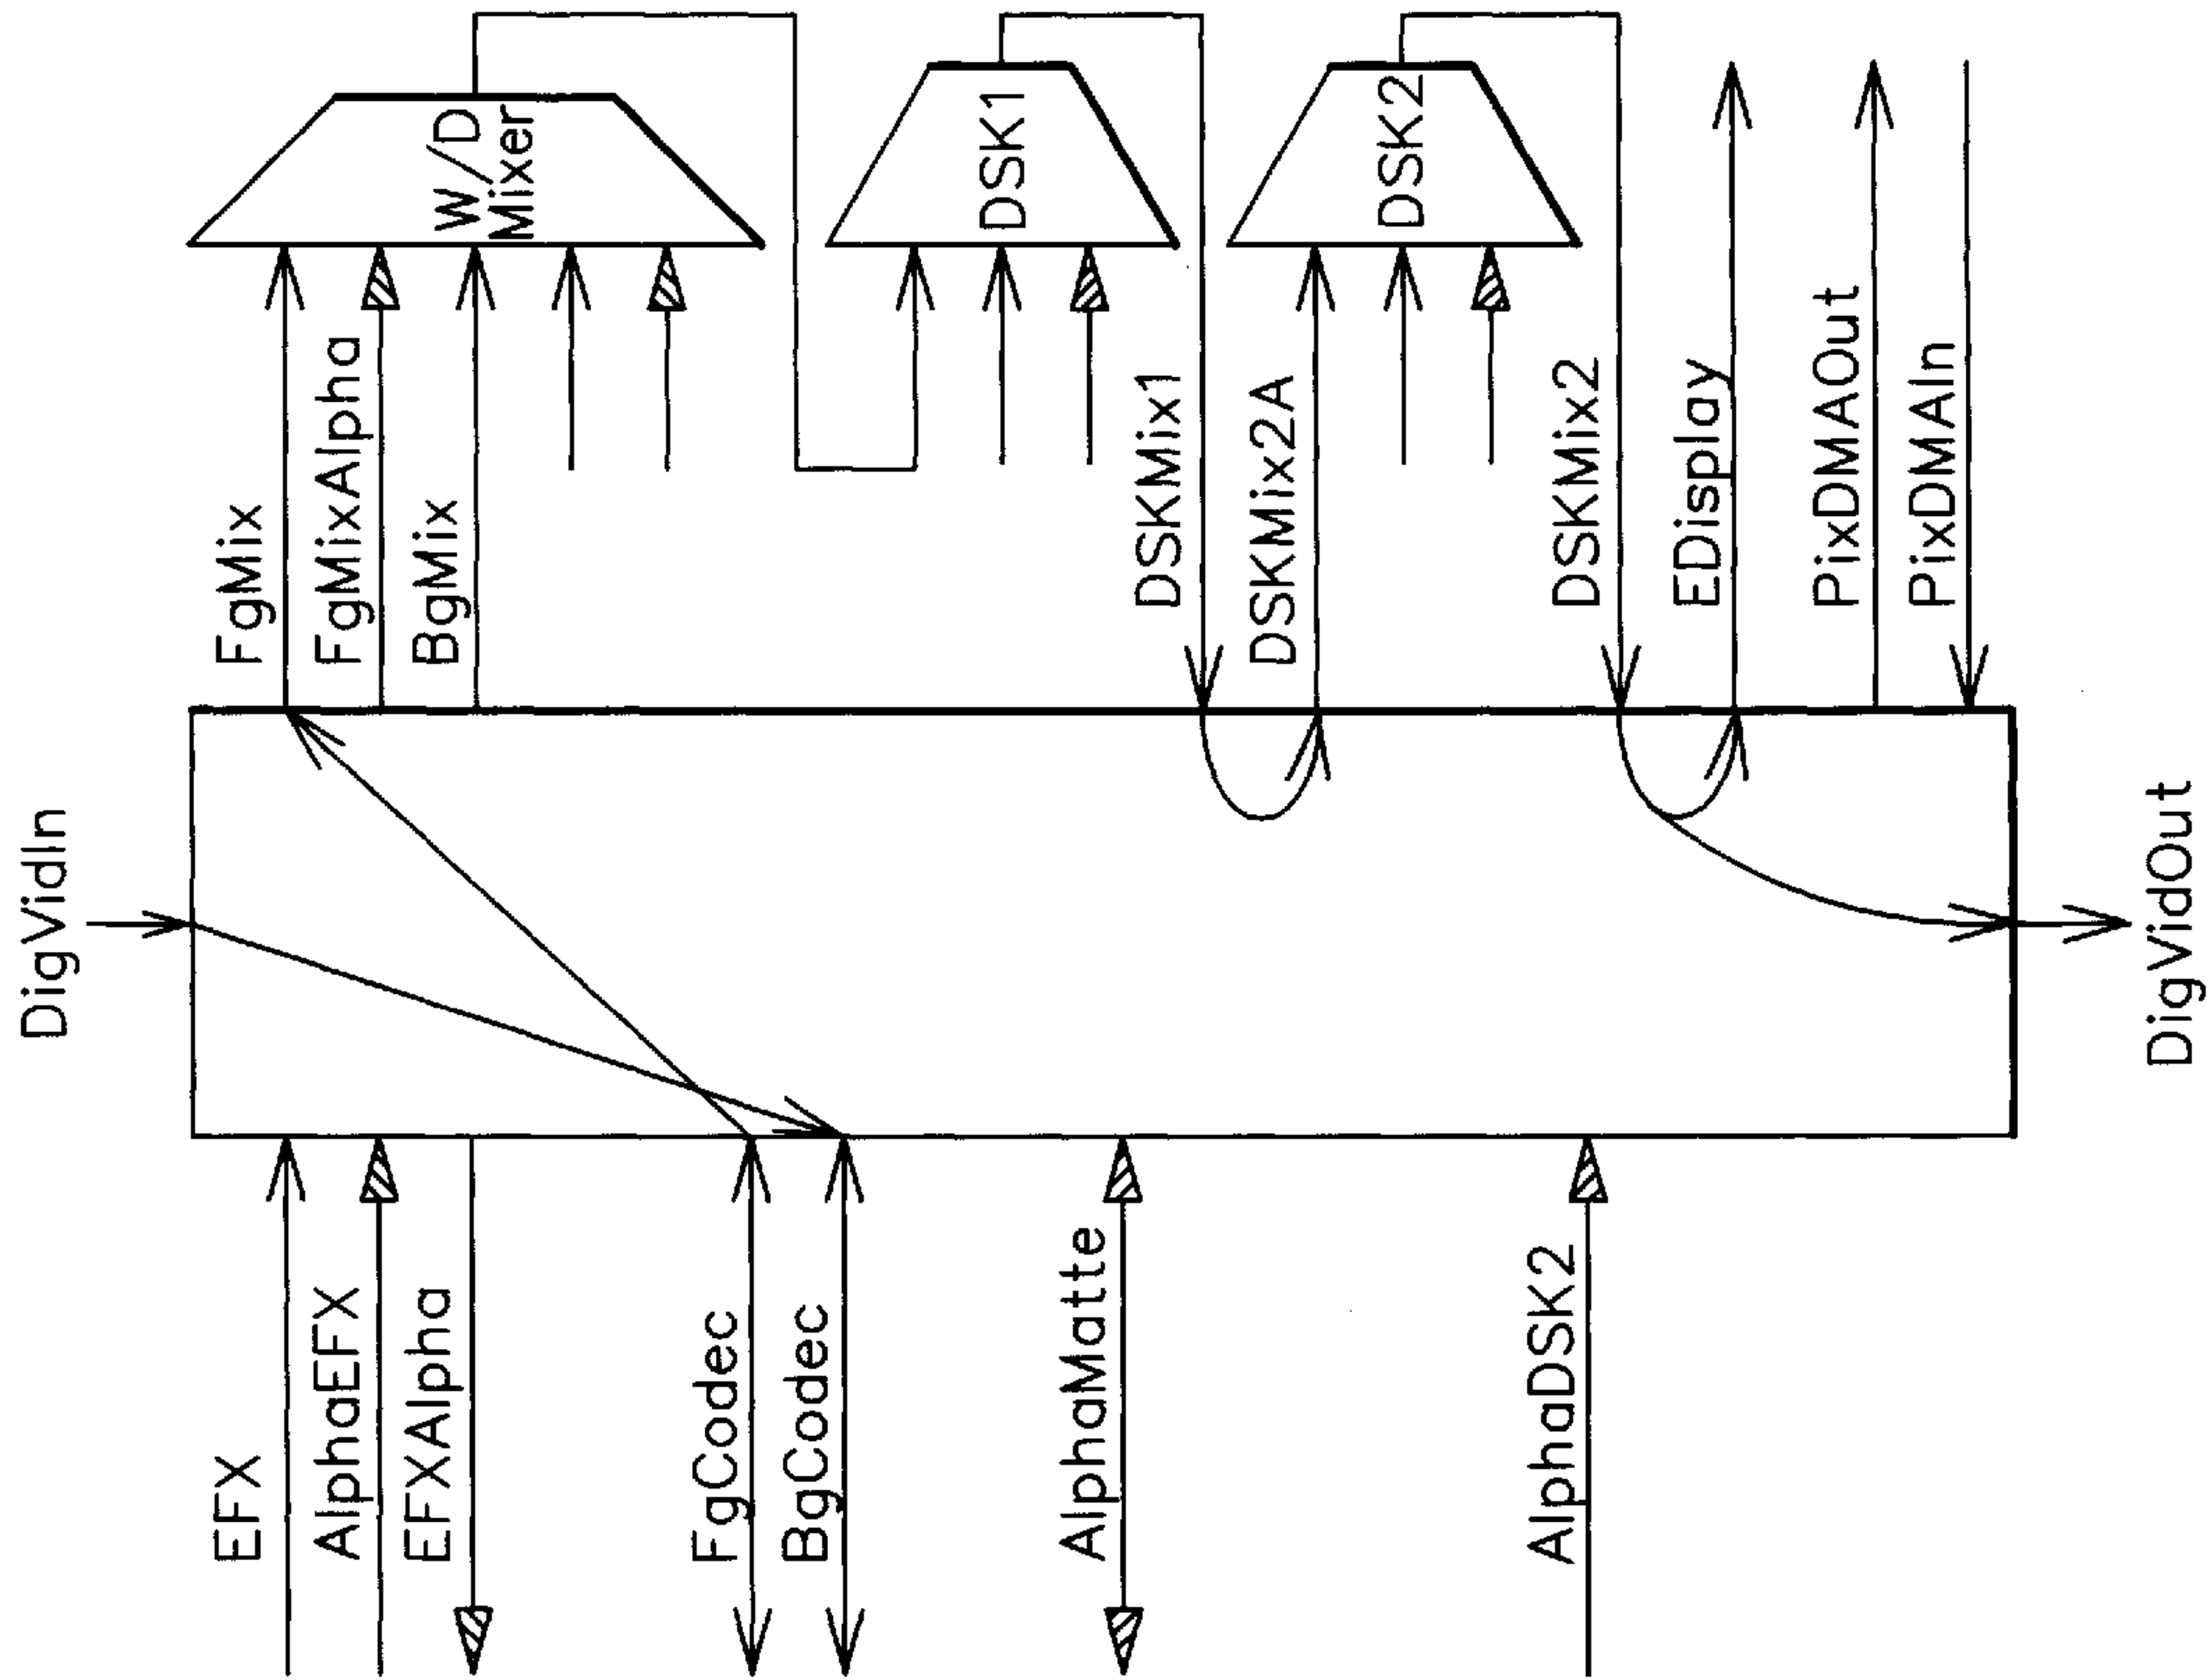 DigVidIn
EFX
AlphaEFX
EFXAlpha
FgCodec
BgCodec
AlphaMatte
AlphaDSK2
FgMix
FgMixAlpha
BgMix
DSKMix1
DSKMix2A
DSKMix2
EDisplay
PixDMAOut
PixDMAIn
W/D
Mixer
DSK1
DSK2
DigVidOut